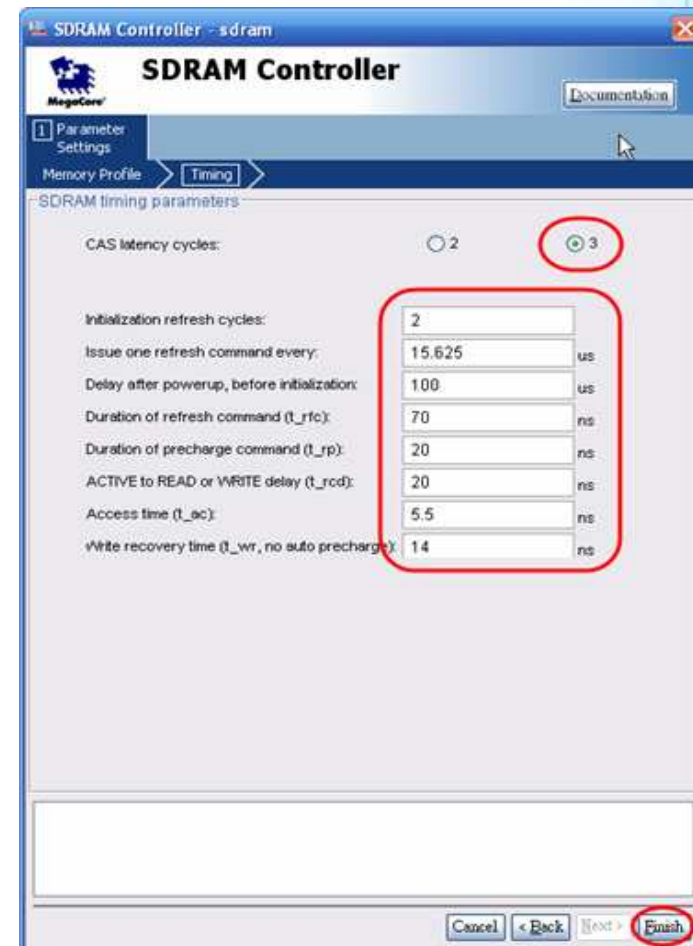 SDRAM Controller - sdram
SDRAM Controller
MegaCore'
Documentation
1 Parameter
Settings
Memory Profile
Timing
SDRAM timing parameters
CAS latency cycles: 2 3
Initialization refresh cycles: 2
Issue one refresh command every: 15.625 us
Delay after powerup, before initialization: 100 us
Duration of refresh command (t_rfc): 70 ns
Duration of precharge command (t_rp): 20 ns
ACTIVE to READ or WRITE delay (t_rcd): 20 ns
Access time (t_ac): 5.5 ns
Write recovery time (t_wr, no auto precharge): 14 ns
Cancel < Back Next > Finish